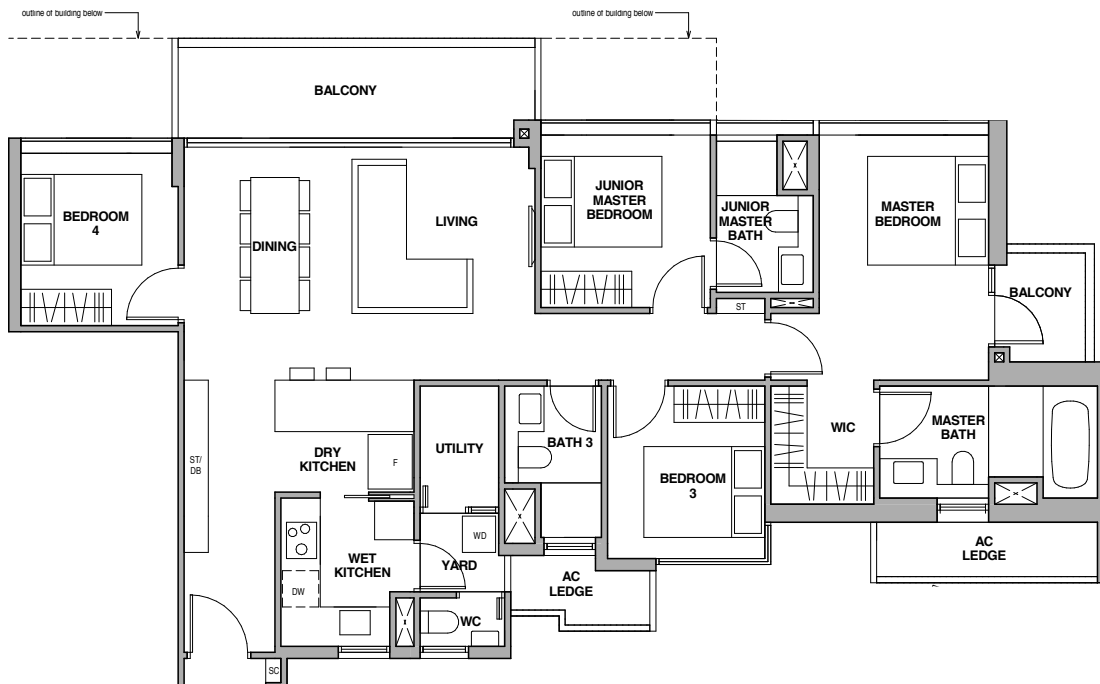 outline of building below
outline of building below
BALCONY
BEDROOM
4
DINING
LIVING
JUNIOR
MASTER
BEDROOM
JUNIOR
MASTER
BATH
MASTER
BEDROOM
BALCONY
ST
ST/
DB
DRY
KITCHEN
F
UTILITY
BATH 3
BEDROOM
3
WIC
MASTER
BATH
WD
YARD
WET
KITCHEN
DW
WC
AC
LEDGE
AC
LEDGE
SC